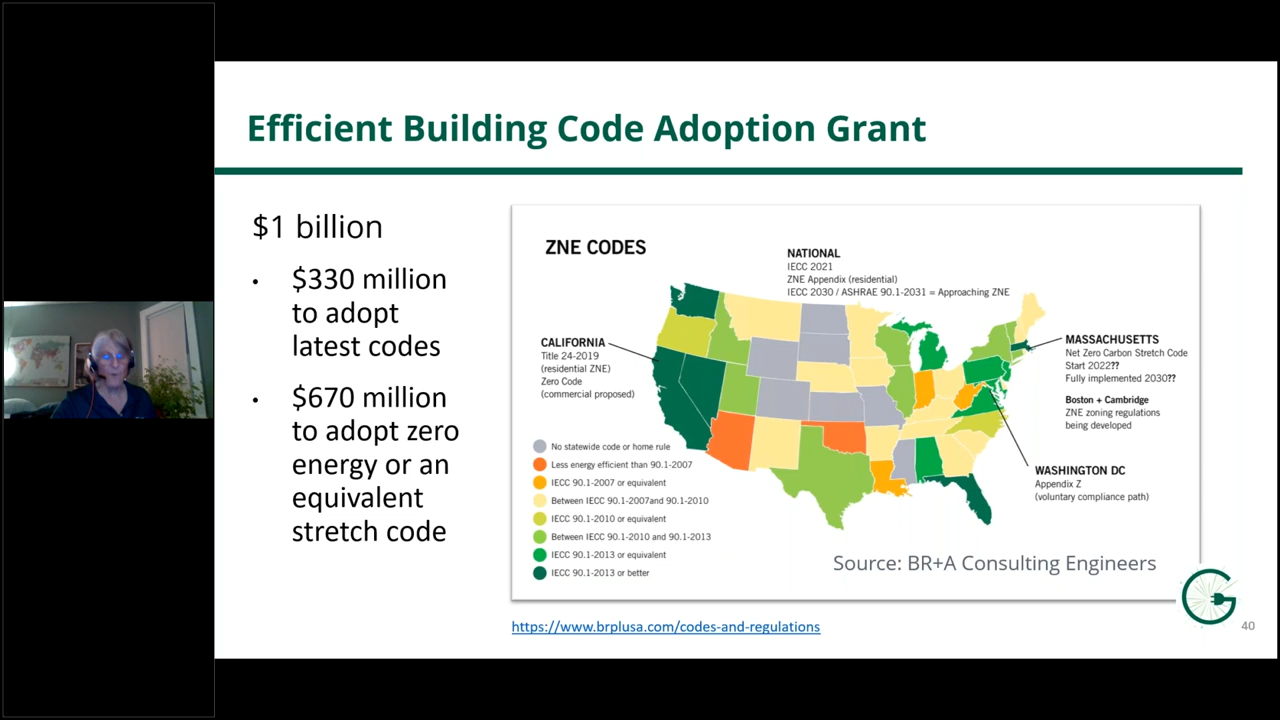 Efficient Building Code Adoption Grant
$1 billion
• $330 million
to adopt
latest codes
• $670 million
to adopt zero
energy or an
equivalent
stretch code
ZNE CODES
NATIONAL
IECC 2021
ZNE Appendix (residential)
IECC 2030 / ASHRAE 90.1-2031 = Approaching ZNE
CALIFORNIA
Title 24-2019
(residential ZNE)
Zero Code
(commercial proposed)
MASSACHUSETTS
Net Zero Carbon Stretch Code
Start 2022??
Fully implemented 2030??
Boston + Cambridge
ZNE zoning regulations
being developed
WASHINGTON DC
Appendix Z
(voluntary compliance path)
No statewide code or home rule
Less energy efficient than 90.1-2007
IECC 90.1-2007 or equivalent
Between IECC 90.1-2007and 90.1-2010
IECC 90.1-2010 or equivalent
Between IECC 90.1-2010 and 90.1-2013
IECC 90.1-2013 or equivalent
IECC 90.1-2013 or better
Source: BR+A Consulting Engineers
https://www.brplusa.com/codes-and-regulations
G
40